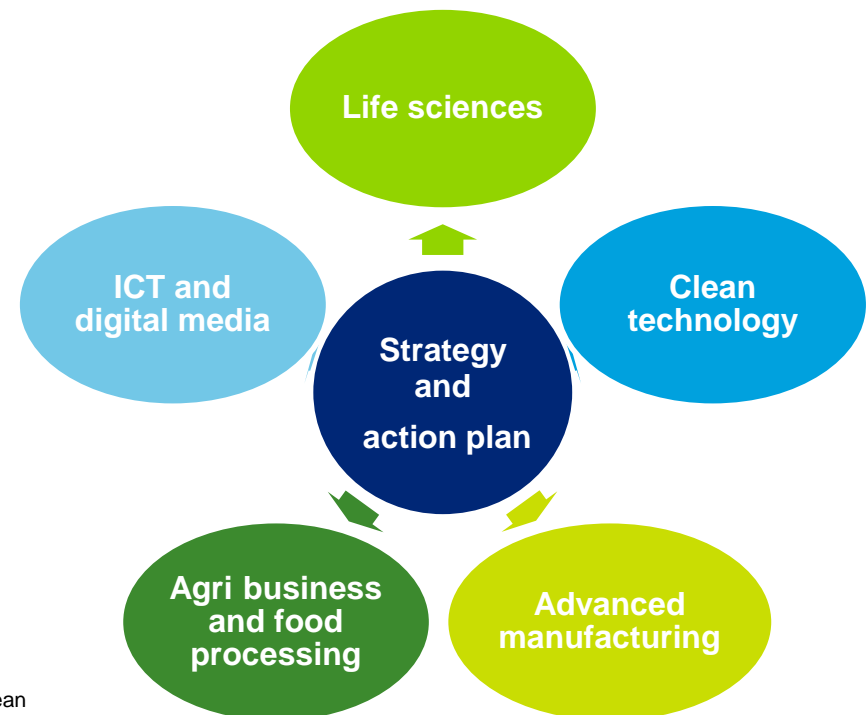 Life sciences
ICT and
digital media
Clean
technology
Strategy
and
action plan
Agri business
and food
processing
Advanced
manufacturing
ean